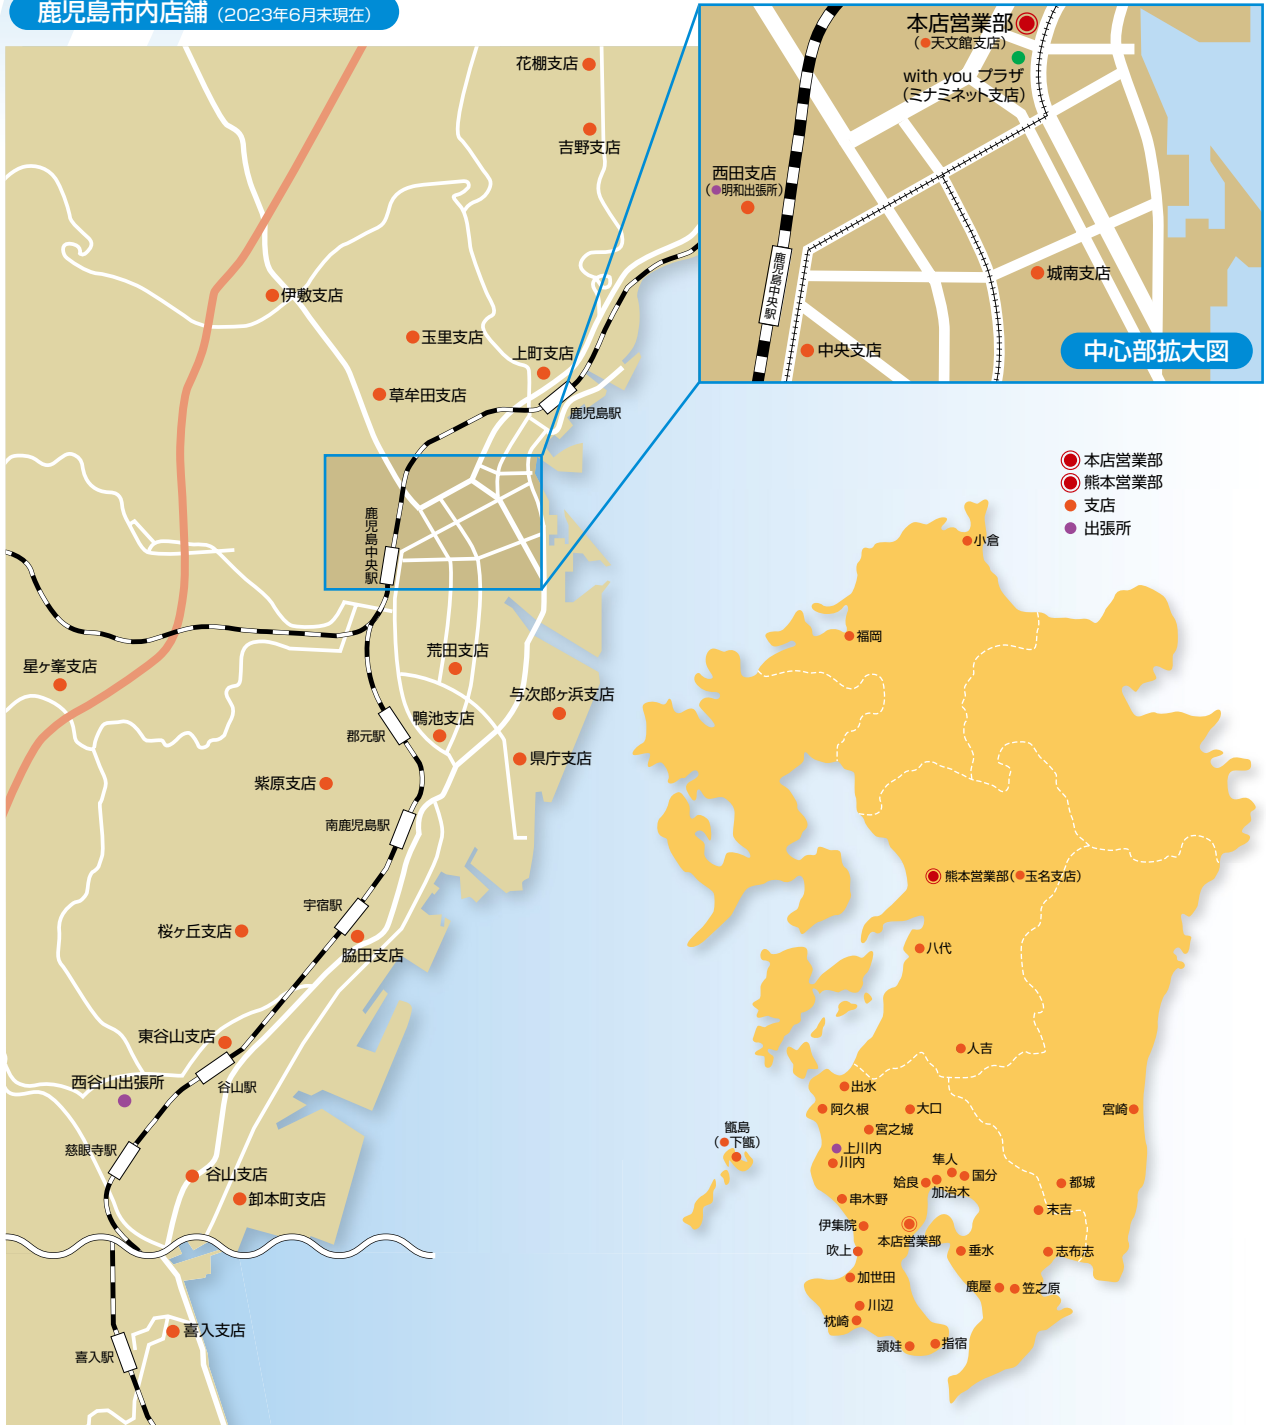 鹿児島市内店舗（2023年6月末現在）
花棚支店
吉野支店
伊敷支店
玉里支店
上町支店
草牟田支店
鹿児島駅
鹿児島中央駅
荒田支店
星ヶ峯支店
与次郎ヶ浜支店
鴨池支店
郡元駅
県庁支店
紫原支店
南鹿児島駅
宇宿駅
桜ヶ丘支店
脇田支店
東谷山支店
西谷山出張所
谷山駅
慈眼寺駅
谷山支店
卸本町支店
喜入支店
喜入駅
本店営業部
（●天文館支店）
with you プラザ
（ミナミネット支店）
西田支店
（●明和出張所）
鹿児島中央駅
城南支店
中央支店
中心部拡大図
本店営業部
熊本営業部
支店
出張所
小倉
福岡
熊本営業部（●玉名支店）
八代
人吉
出水
阿久根
大口
宮崎
宮之城
甑島
（●下甑）
上川内
川内
隼人
国分
姶良
加治木
都城
串木野
末吉
伊集院
本店営業部
吹上
垂水
志布志
加世田
鹿屋
笠之原
川辺
枕崎
頴娃
指宿